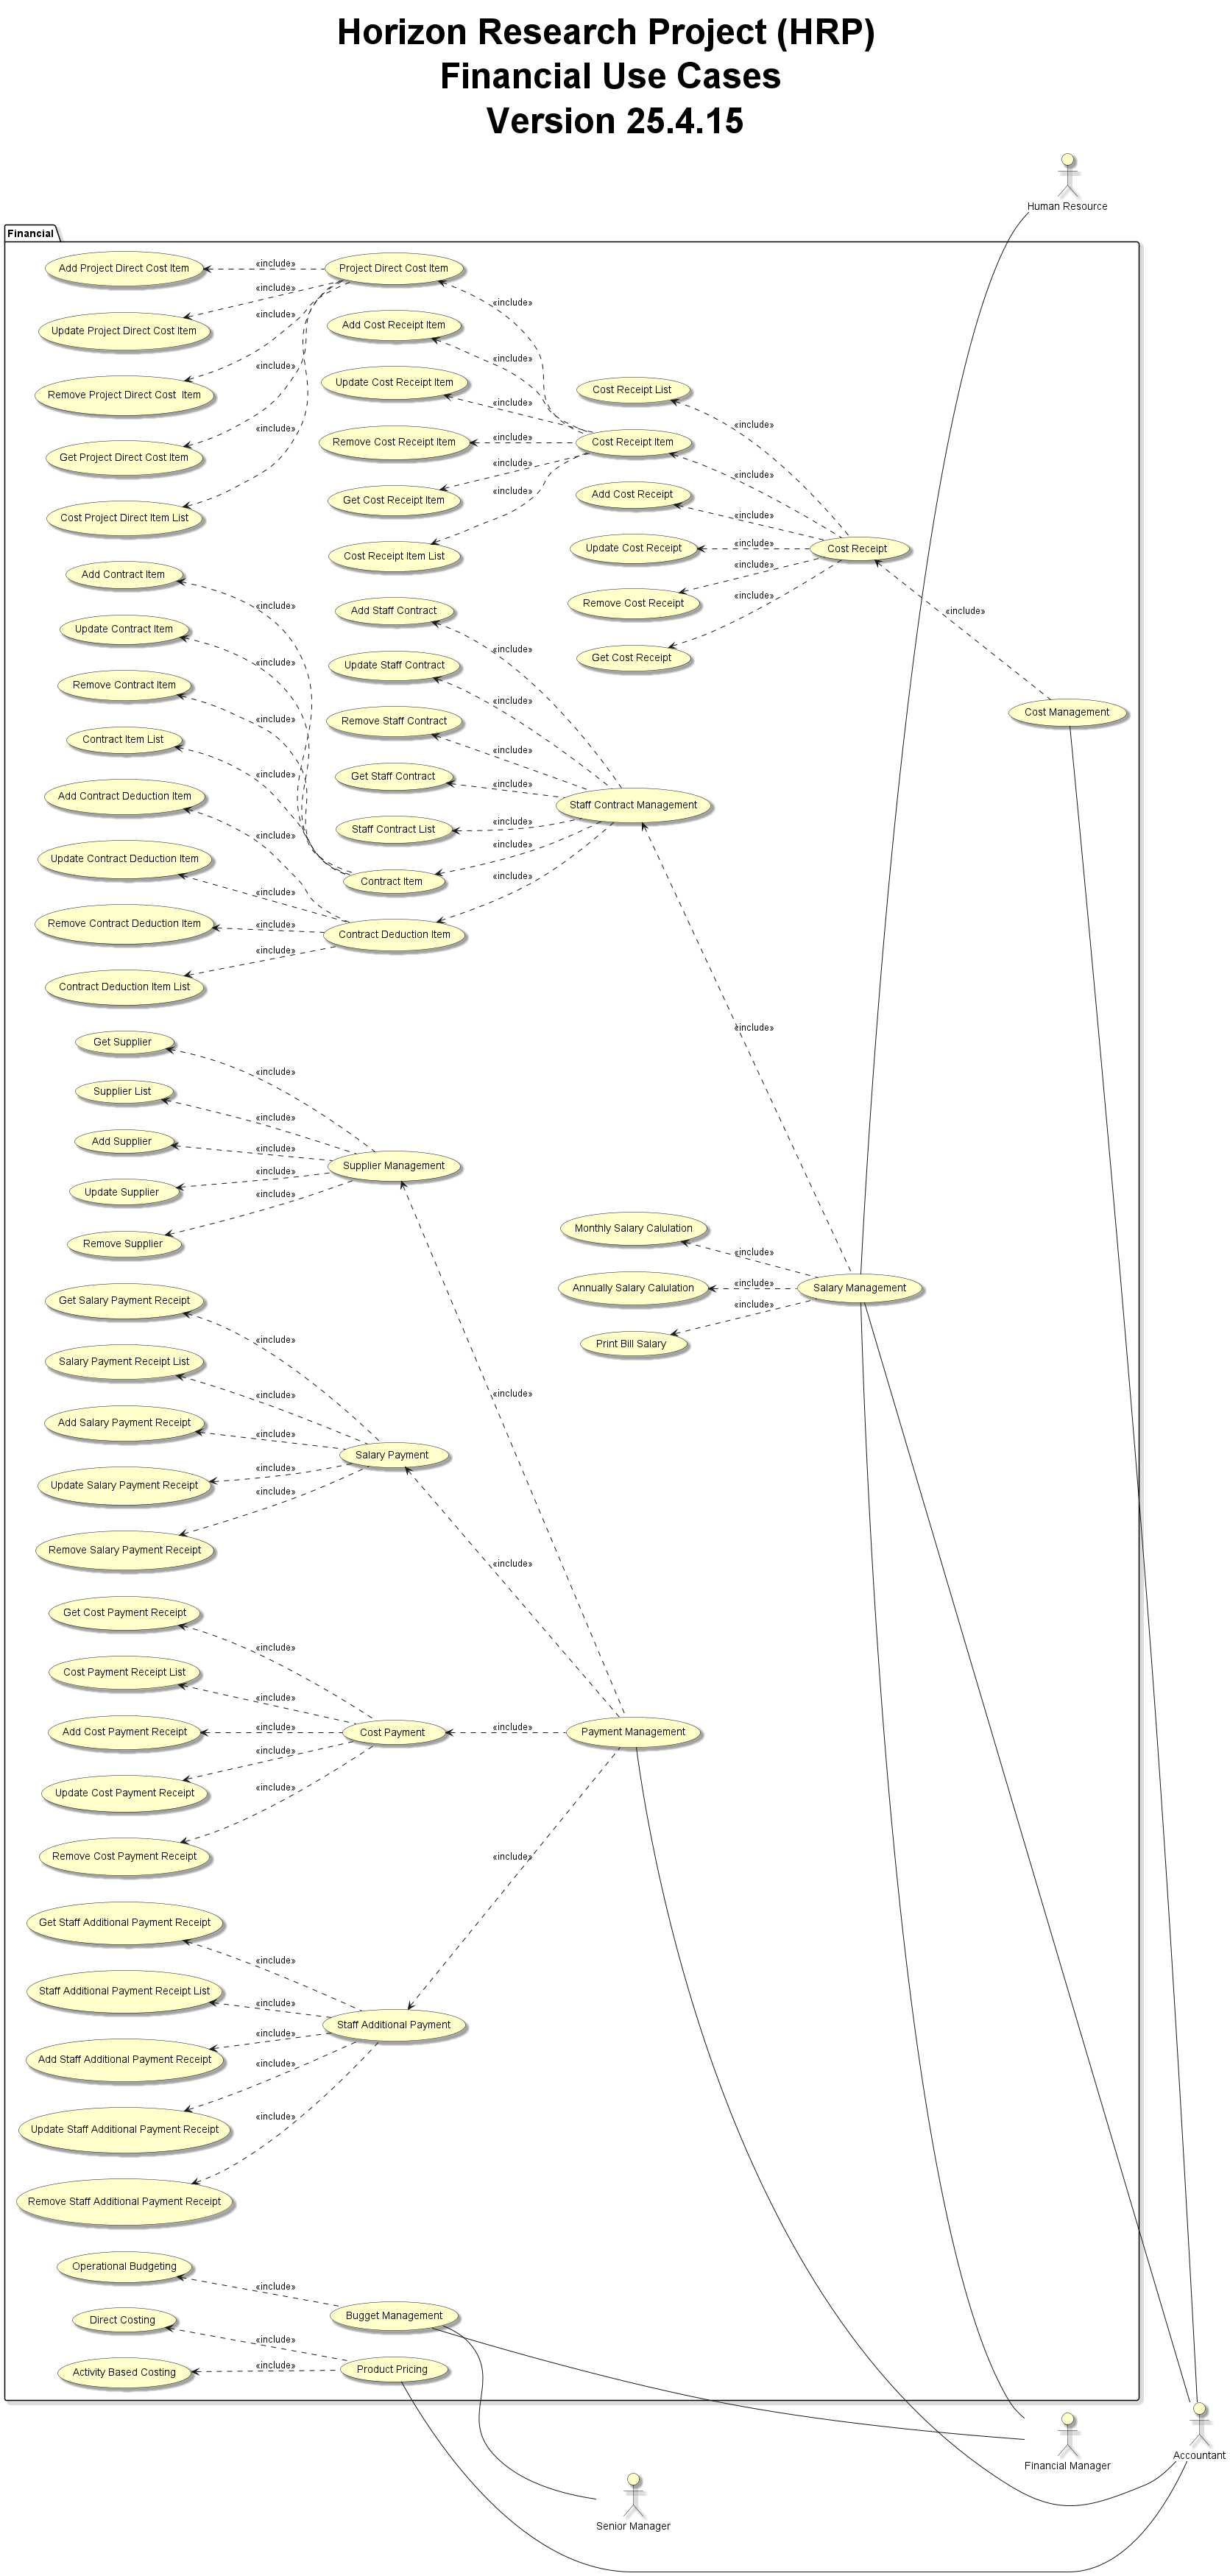 Horizon Research Project (HRP)
Financial Use Cases
Version 25.4.15
Human Resource
Financial
Add Project Direct Cost Item
«include»
Project Direct Cost Item
Update Project Direct Cost Item
«include»
«include»
Remove Project Direct Cost  Item
«include»
Get Project Direct Cost Item
«include»
Cost Project Direct Item List
«include»
Add Cost Receipt Item
«include»
Update Cost Receipt Item
«include»
Remove Cost Receipt Item
«include»
Get Cost Receipt Item
«include»
Cost Receipt Item List
«include»
Cost Receipt List
«include»
Cost Receipt Item
«include»
Add Cost Receipt
«include»
Update Cost Receipt
«include»
Cost Receipt
Remove Cost Receipt
«include»
Get Cost Receipt
«include»
«include»
Cost Management
Add Contract Item
«include»
Update Contract Item
«include»
Remove Contract Item
«include»
Contract Item List
«include»
Add Contract Deduction Item
«include»
Update Contract Deduction Item
«include»
Remove Contract Deduction Item
«include»
Contract Deduction Item List
«include»
Add Staff Contract
«include»
Update Staff Contract
«include»
Remove Staff Contract
«include»
Get Staff Contract
«include»
Staff Contract Management
Staff Contract List
«include»
Contract Item
«include»
Contract Deduction Item
«include»
«include»
Get Supplier
«include»
Supplier List
«include»
Add Supplier
«include»
Supplier Management
Update Supplier
«include»
Remove Supplier
«include»
Monthly Salary Calulation
«include»
Annually Salary Calulation
«include»
Salary Management
Print Bill Salary
«include»
Get Salary Payment Receipt
«include»
Salary Payment Receipt List
«include»
«include»
Add Salary Payment Receipt
«include»
Salary Payment
Update Salary Payment Receipt
«include»
Remove Salary Payment Receipt
«include»
«include»
Get Cost Payment Receipt
«include»
Cost Payment Receipt List
«include»
Add Cost Payment Receipt
«include»
Cost Payment
«include»
Payment Management
Update Cost Payment Receipt
«include»
Remove Cost Payment Receipt
«include»
«include»
Get Staff Additional Payment Receipt
«include»
Staff Additional Payment Receipt List
«include»
Staff Additional Payment
Add Staff Additional Payment Receipt
«include»
Update Staff Additional Payment Receipt
«include»
Remove Staff Additional Payment Receipt
«include»
Operational Budgeting
«include»
Bugget Management
Direct Costing
«include»
Activity Based Costing
«include»
Product Pricing
Accountant
Financial Manager
Senior Manager